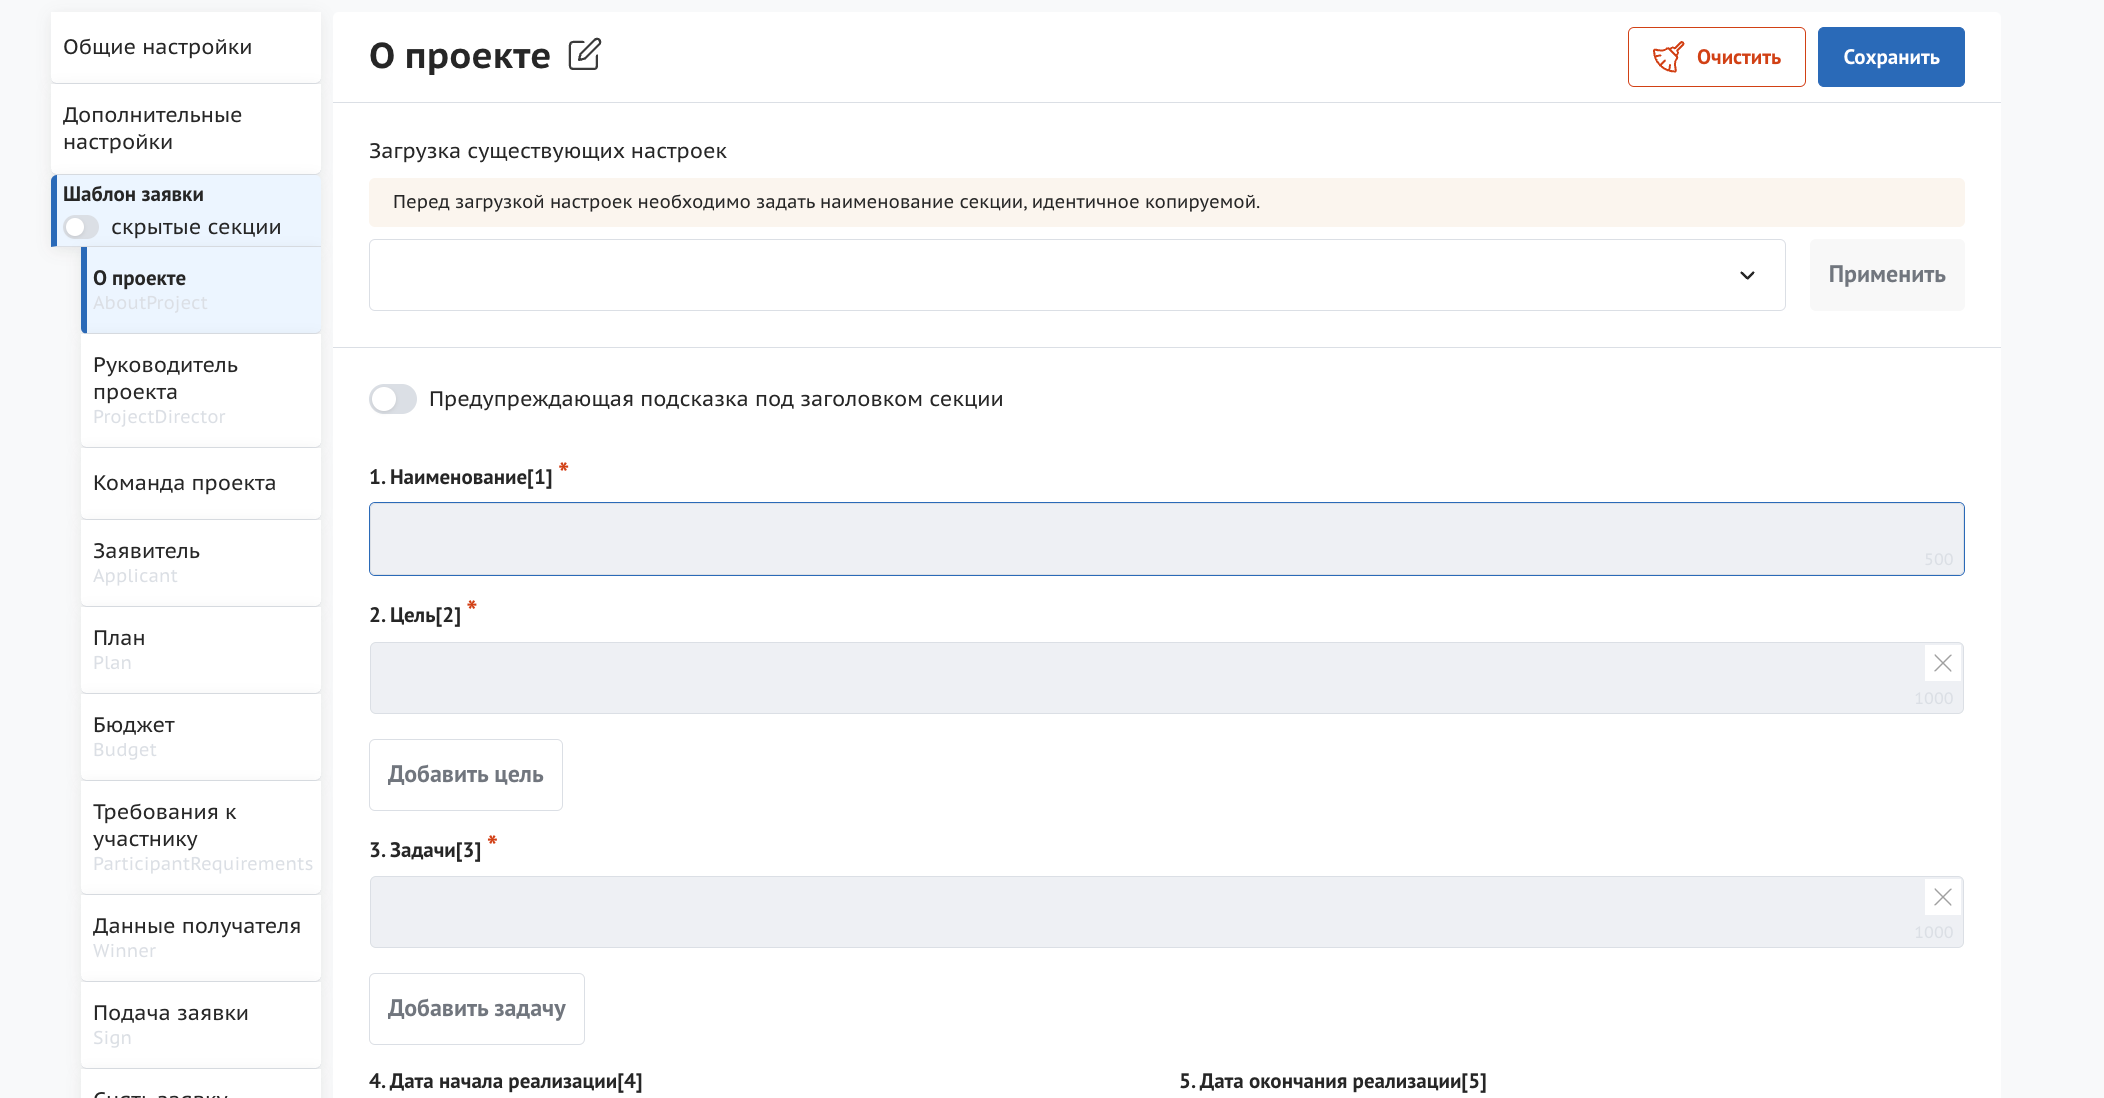 Общие настройки
Дополнительные
настройки
Шаблон заявки
скрытые секции
О проекте
AboutProject
Руководитель
проекта
ProjectDirector
Команда проекта
Заявитель
Applicant
План
Plan
Бюджет
Budget
Требования к
участнику
ParticipantRequirements
Данные получателя
Winner
Подача заявки
Sign
О проекте
Очистить
Сохранить
Загрузка существующих настроек
Перед загрузкой настроек необходимо задать наименование секции, идентичное копируемой.
Применить
Предупреждающая подсказка под заголовком секции
1. Наименование[1] *
500
2. Цель[2] *
1000
Добавить цель
3. Задачи[3] *
1000
Добавить задачу
4. Дата начала реализации[4]
5. Дата окончания реализации[5]